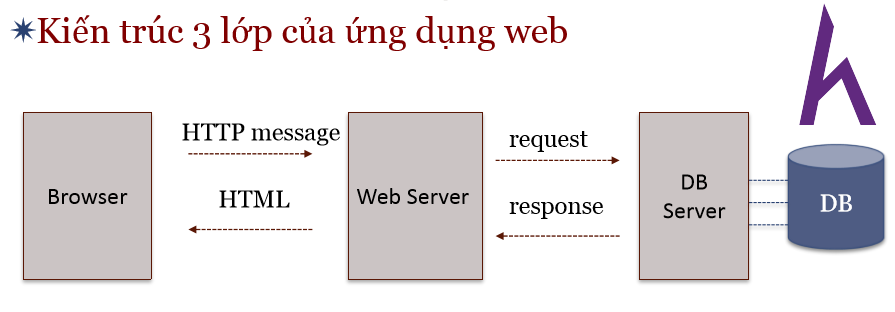 Kiến trúc 3 lớp của ứng dụng web
HTTP message
request
Browser
HTML
Web Server
response
DB
Server
DB